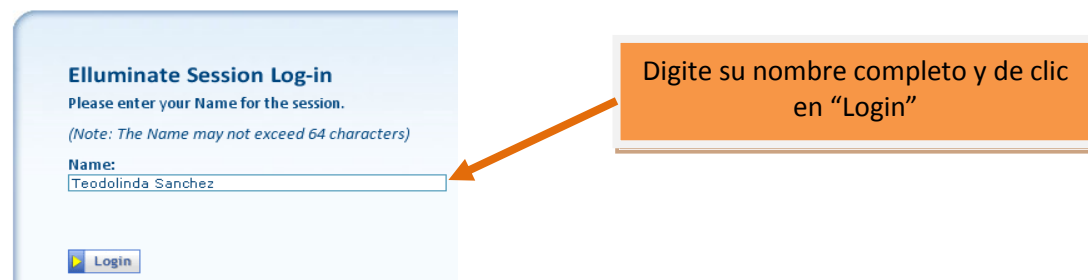 Elluminate Session Log-in
Please enter your Name for the session.
(Note: The Name may not exceed 64 characters)
Name:
Teodolinda Sanchez
Login
Digite su nombre completo y de clic
en “Login”